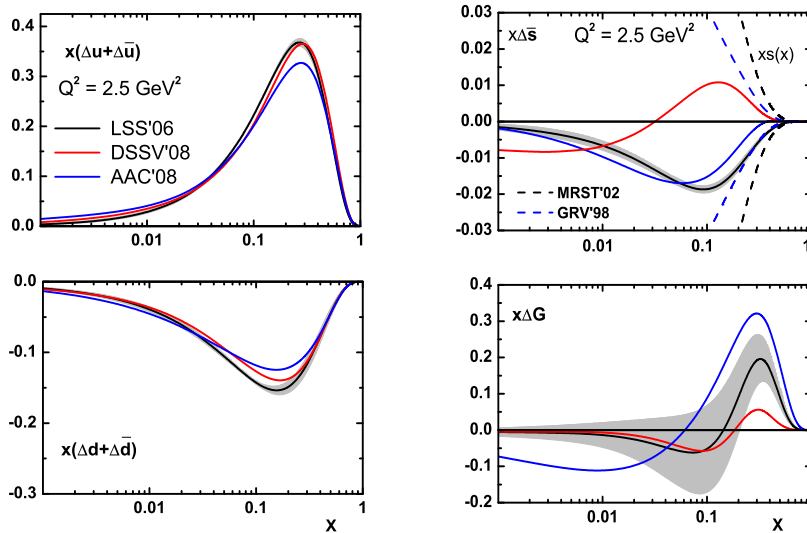 x(Δu+Δū)
Q² = 2.5 GeV²
LSS'06
DSSV'08
AAC'08
0.4
0.3
0.2
0.1
0.0
0.01
0.1
1
xΔs̄
Q² = 2.5 GeV²
xs(x)
MRST'02
GRV'98
0.03
0.02
0.01
0.00
-0.01
-0.02
-0.03
0.01
0.1
1
x(Δd+Δd̄)
0.0
-0.1
-0.2
-0.3
0.01
0.1
1
X
xΔG
0.4
0.3
0.2
0.1
0.0
-0.1
-0.2
0.01
0.1
1
X